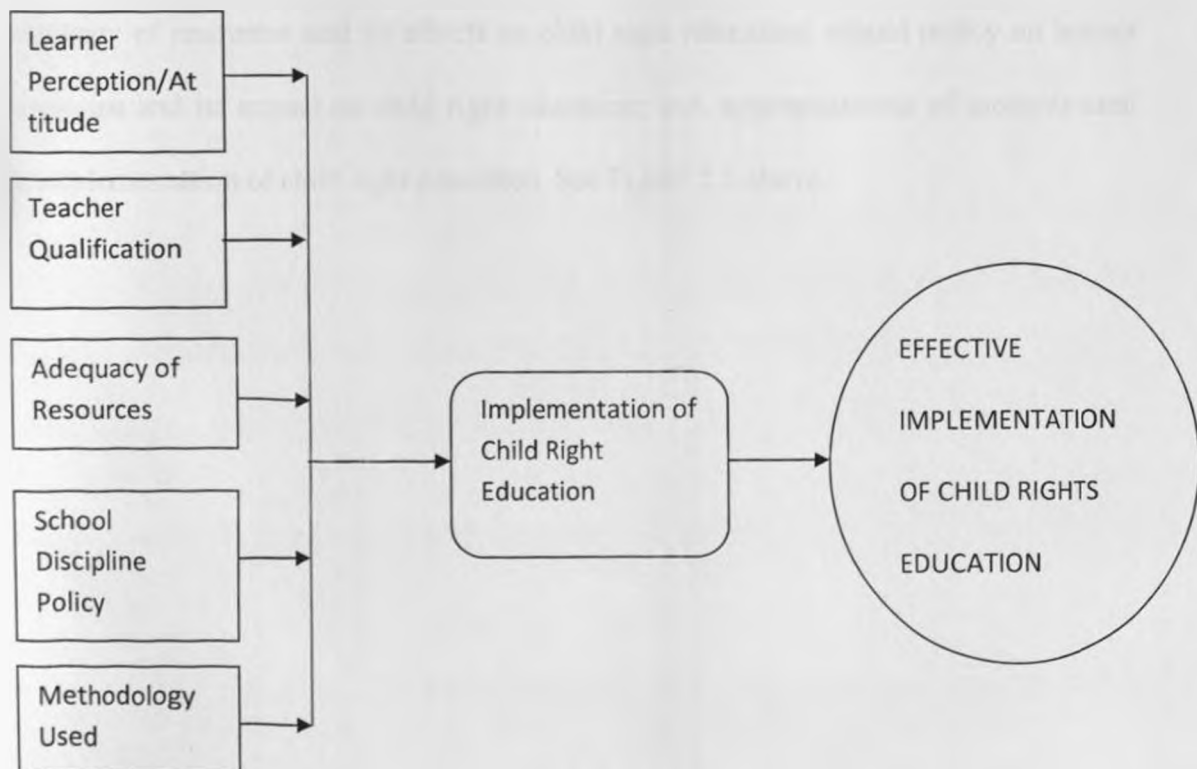 Learner
Perception/At
titude
Teacher
Qualification
Adequacy of
Resources
School
Discipline
Policy
Methodology
Used
Implementation of
Child Right
Education
EFFECTIVE
IMPLEMENTATION
OF CHILD RIGHTS
EDUCATION